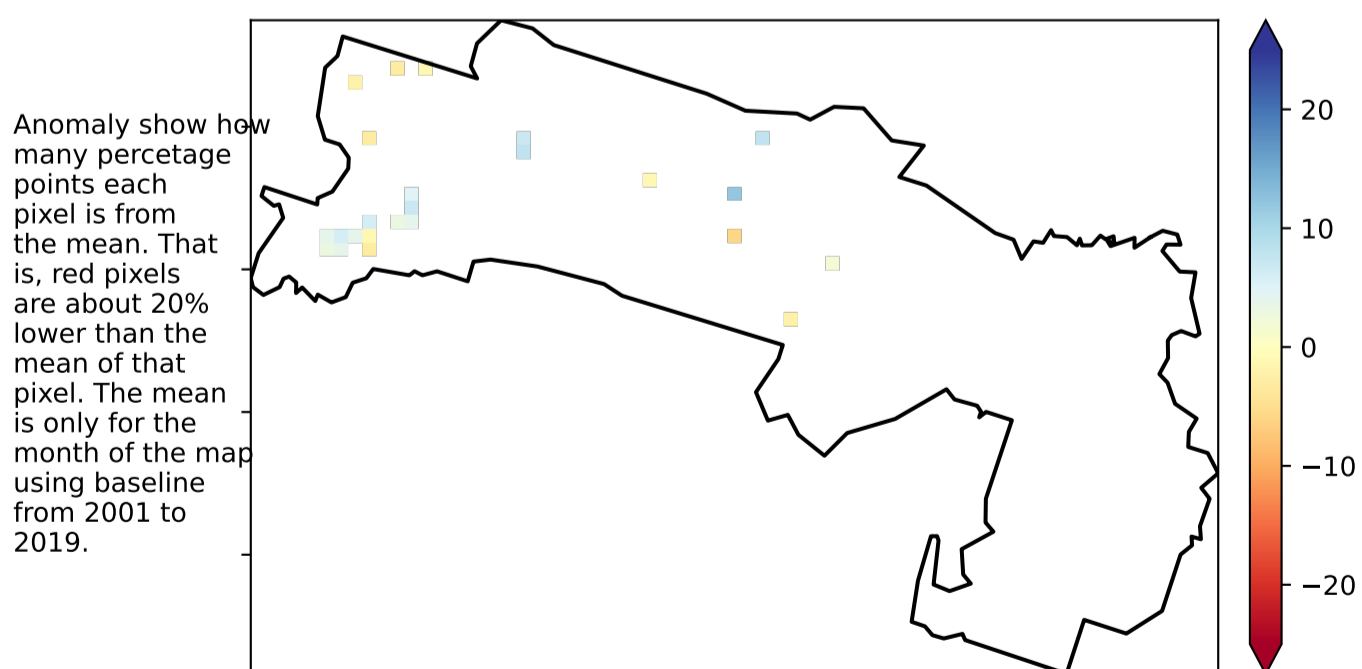 Anomaly show how
many percetage
points each
pixel is from
the mean. That
is, red pixels
are about 20%
lower than the
mean of that
pixel. The mean
is only for the
month of the map
using baseline
from 2001 to
2019.
20
10
0
−10
−20